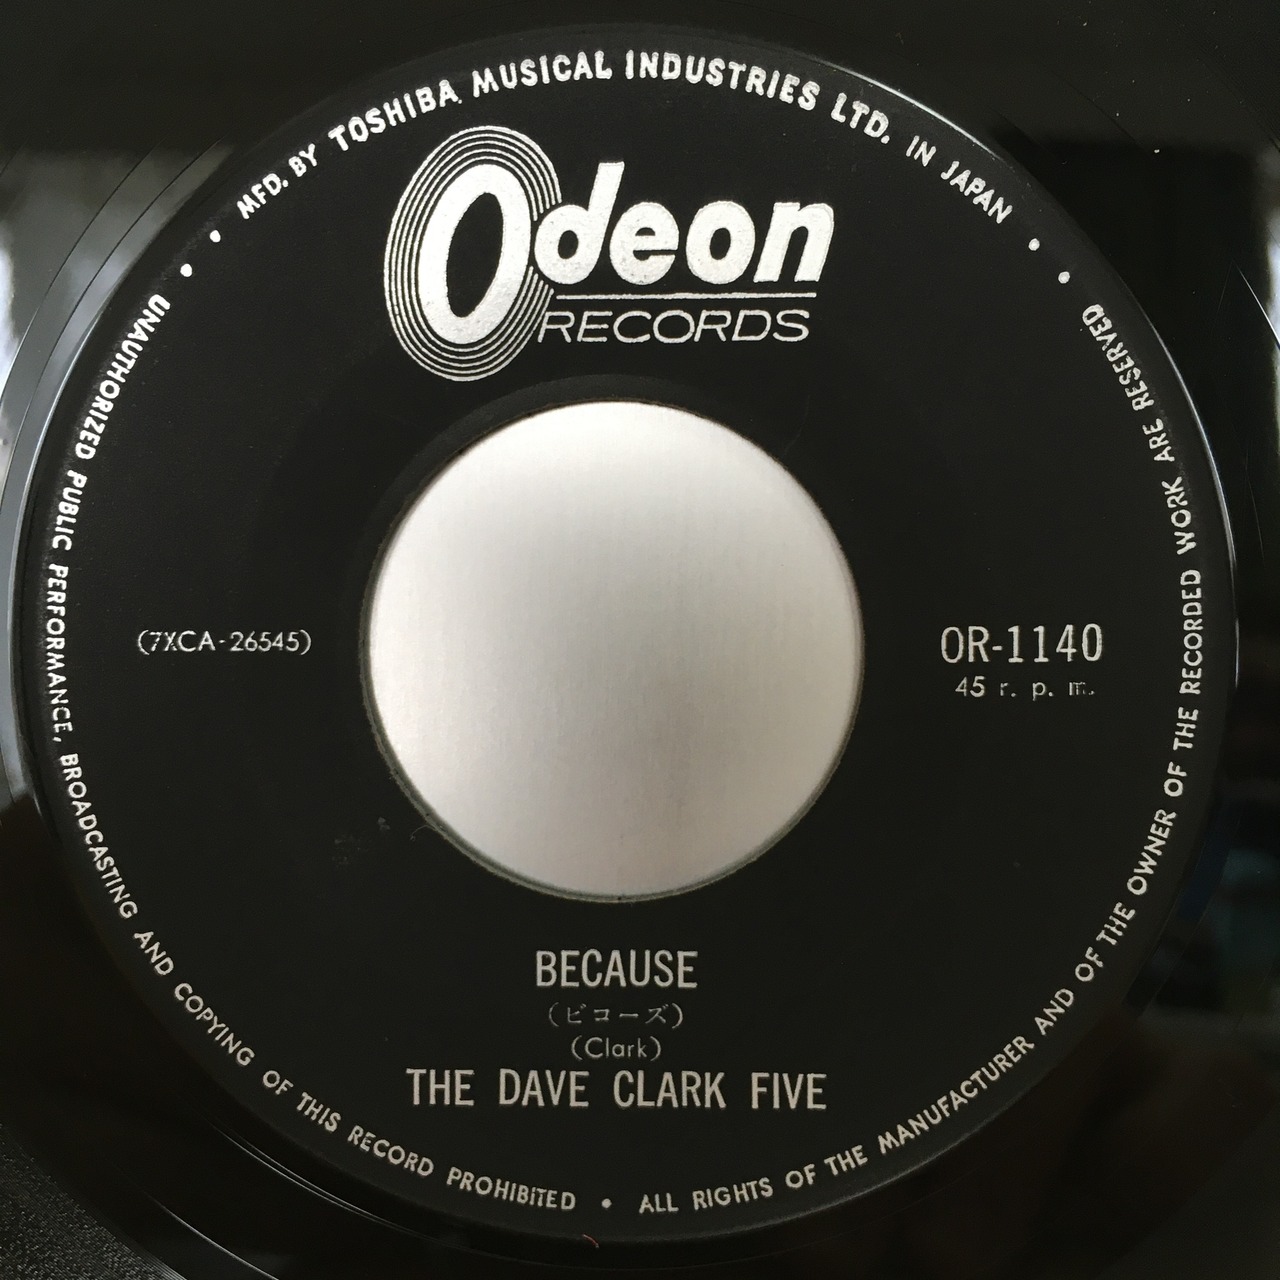 MFD. BY TOSHIBA MUSICAL INDUSTRIES LTD. IN JAPAN
Odeon
RECORDS
(7XCA-26545)
OR-1140
45 r. p. m.
BECAUSE
(ビコーズ)
(Clark)
THE DAVE CLARK FIVE
UNAUTHORIZED PUBLIC PERFORMANCE, BROADCASTING AND COPYING OF THIS RECORD PROHIBITED • ALL RIGHTS OF THE MANUFACTURER AND OF THE OWNER OF THE RECORDED WORK ARE RESERVED